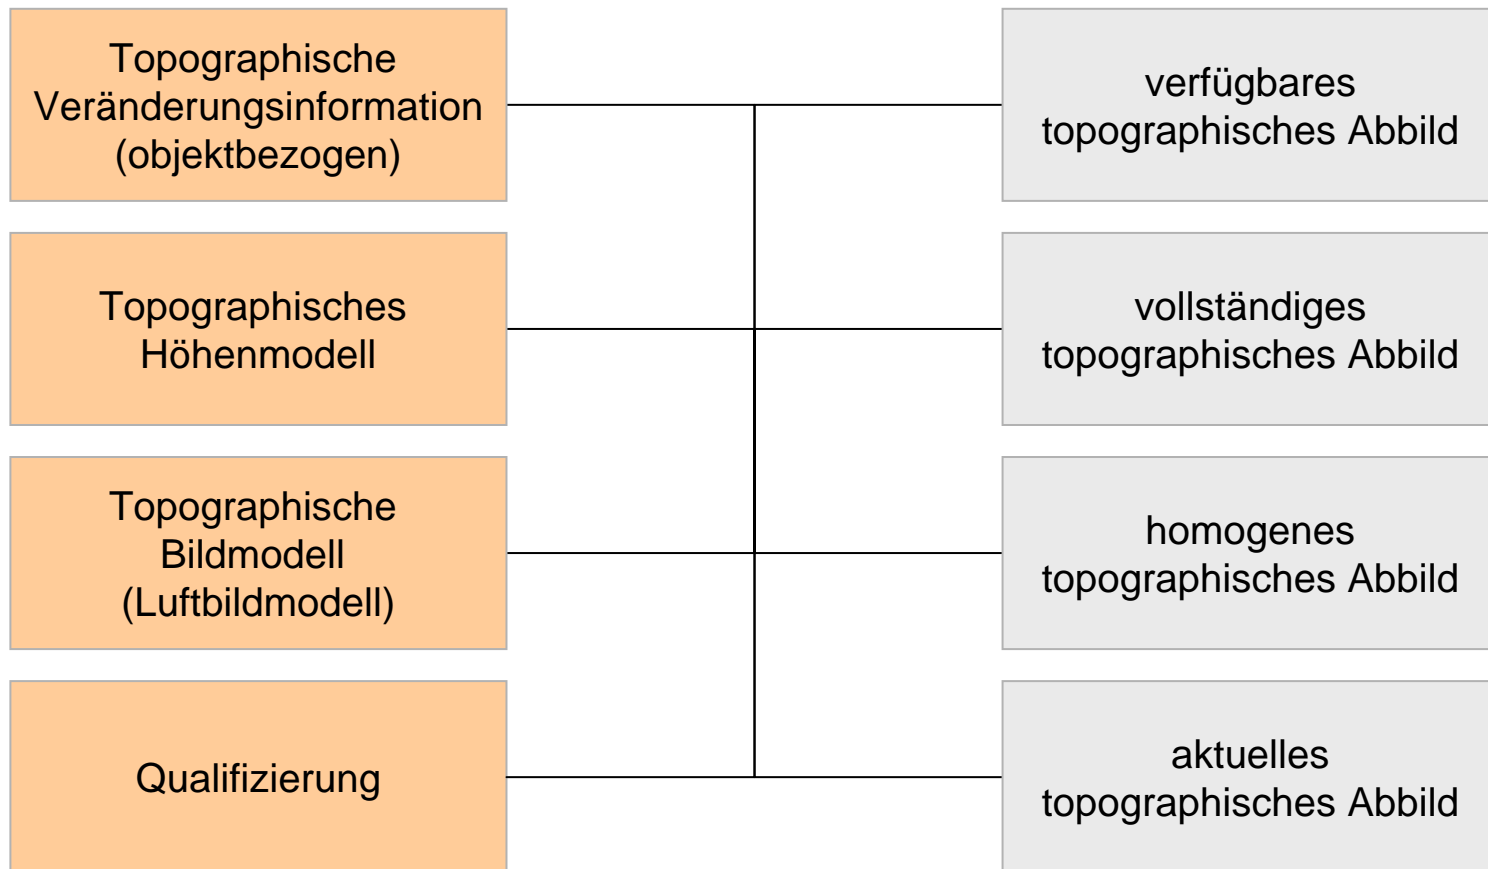 Topographische
Veränderungsinformation
(objektbezogen)
verfügbares
topographisches Abbild
Topographisches
Höhenmodell
vollständiges
topographisches Abbild
Topographische
Bildmodell
(Luftbildmodell)
homogenes
topographisches Abbild
Qualifizierung
aktuelles
topographisches Abbild